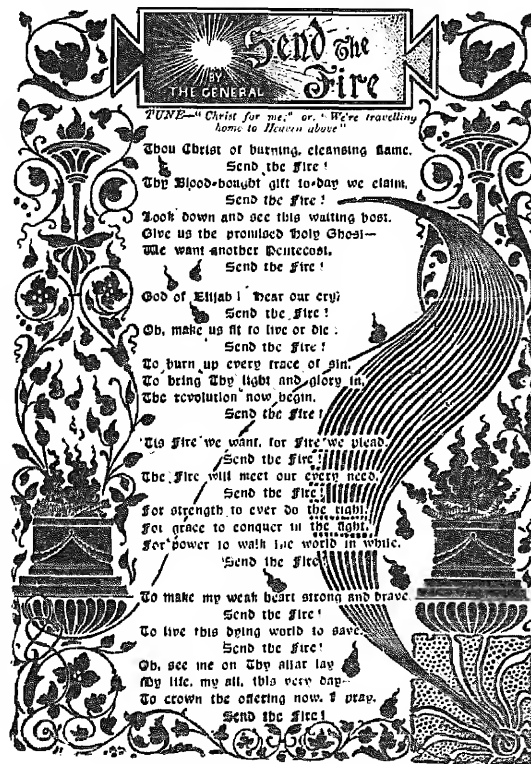 Send the
Fire
BY
THE GENERAL
TUNE—"Christ for me;" or, "We're travelling
home to Heaven above"
Thou Christ of burning, cleansing flame,
Send the Fire!
Thy Blood-bought gift to-day we claim,
Send the Fire!
Look down and see this waiting host,
Give us the promised Holy Ghost—
We want another Pentecost,
Send the Fire!
God of Elijah! hear our cry;
Send the Fire!
Oh, make us fit to live or die;
Send the Fire!
To burn up every trace of sin,
To bring Thy light and glory in,
The revolution now begin,
Send the Fire!
'Tis Fire we want, for Fire we plead,
Send the Fire!
The Fire will meet our every need,
Send the Fire!
For strength to ever do the right,
For grace to conquer in the fight,
For power to walk the world in white,
Send the Fire!
To make my weak heart strong and brave,
Send the Fire!
To live this dying world to save,
Send the Fire!
Oh, see me on Thy altar lay
My life, my all, this very day—
To crown the offering now, I pray,
Send the Fire!